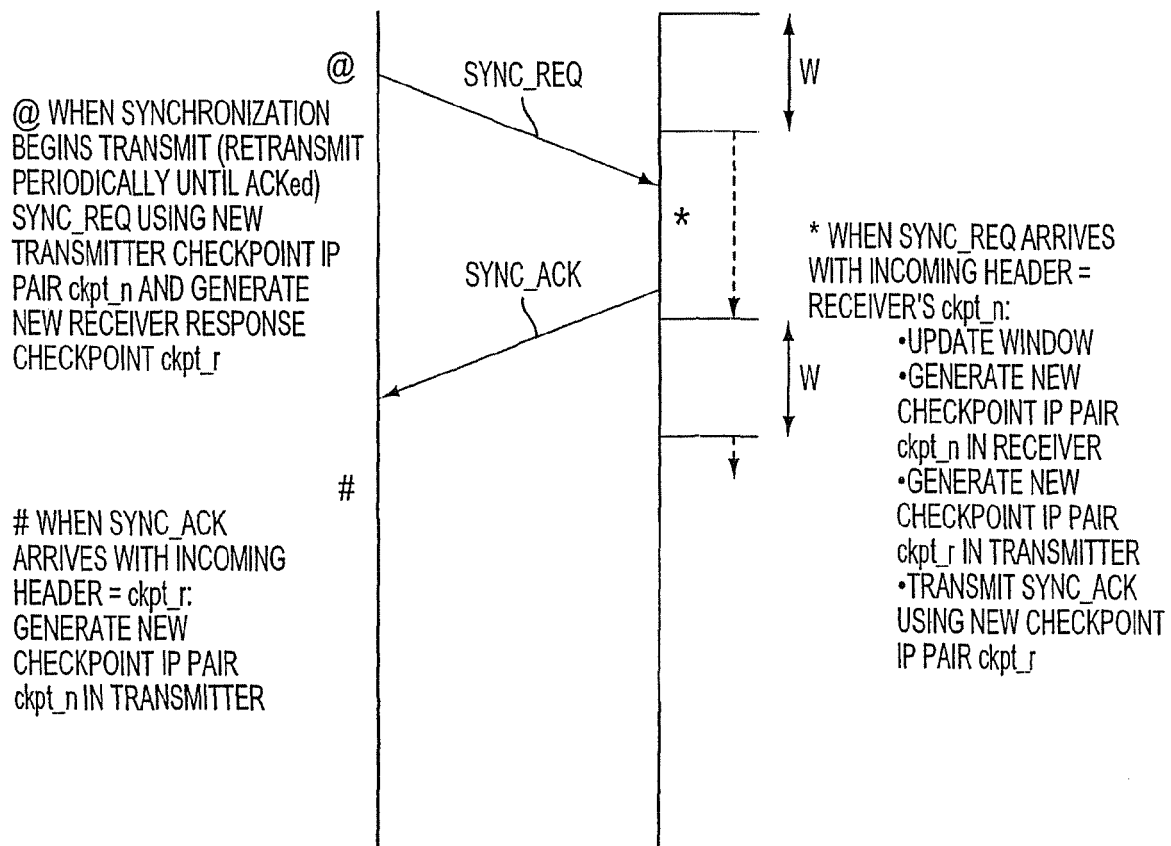 @
SYNC_REQ
W
@ WHEN SYNCHRONIZATION
BEGINS TRANSMIT (RETRANSMIT
PERIODICALLY UNTIL ACKed)
SYNC_REQ USING NEW
TRANSMITTER CHECKPOINT IP
PAIR ckpt_n AND GENERATE
NEW RECEIVER RESPONSE
CHECKPOINT ckpt_r
*
SYNC_ACK
* WHEN SYNC_REQ ARRIVES
WITH INCOMING HEADER =
RECEIVER'S ckpt_n:
•UPDATE WINDOW
•GENERATE NEW
CHECKPOINT IP PAIR
ckpt_n IN RECEIVER
•GENERATE NEW
CHECKPOINT IP PAIR
ckpt_r IN TRANSMITTER
•TRANSMIT SYNC_ACK
USING NEW CHECKPOINT
IP PAIR ckpt_r
W
#
# WHEN SYNC_ACK
ARRIVES WITH INCOMING
HEADER = ckpt_r:
GENERATE NEW
CHECKPOINT IP PAIR
ckpt_n IN TRANSMITTER